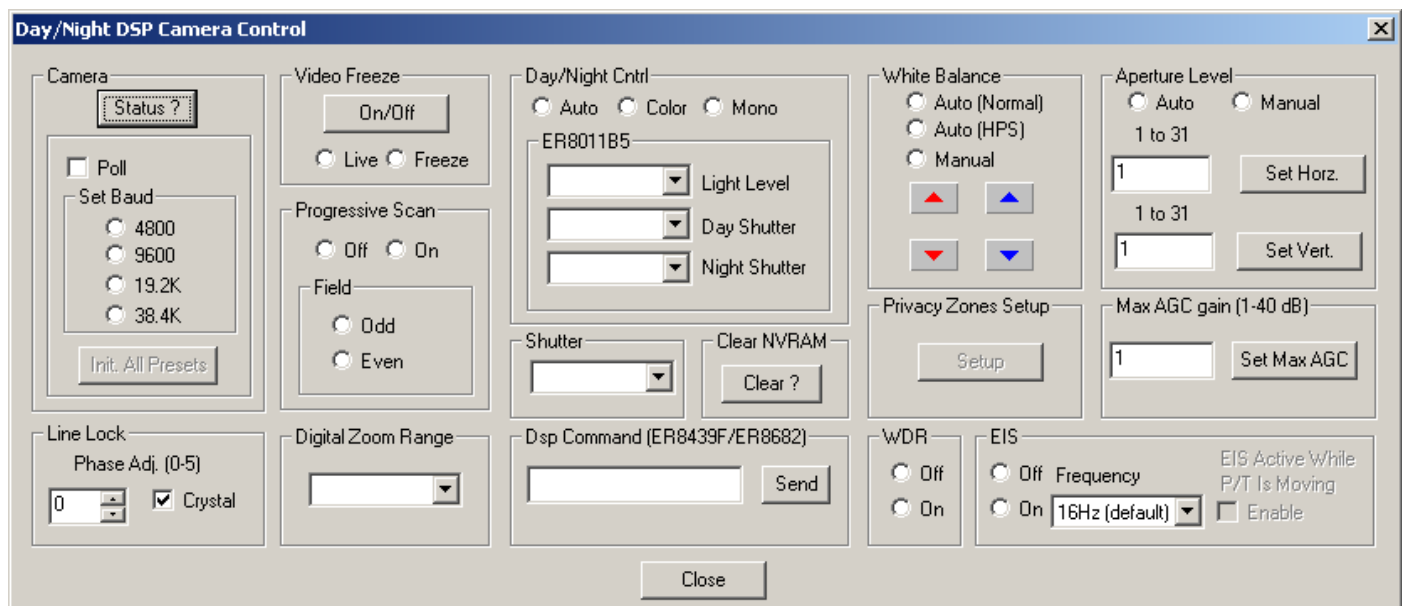 Day/Night DSP Camera Control
Camera
Status ?
Poll
Set Baud
4800
9600
19.2K
38.4K
Init. All Presets
Video Freeze
On/Off
Live Freeze
Progressive Scan
Off On
Field
Odd
Even
Day/Night Cntrl
Auto Color Mono
ER8011B5
Light Level
Day Shutter
Night Shutter
Shutter
Clear NVRAM
Clear ?
White Balance
Auto (Normal)
Auto (HPS)
Manual
Privacy Zones Setup
Setup
Aperture Level
Auto Manual
1 to 31
1 Set Horz.
1 to 31
1 Set Vert.
Max AGC gain (1-40 dB)
1 Set Max AGC
Line Lock
Phase Adj. (0-5)
0 Crystal
Digital Zoom Range
Dsp Command (ER8439F/ER8682)
Send
WDR
Off
On
EIS
Off Frequency
On 16Hz (default)
EIS Active While
P/T Is Moving
Enable
Close